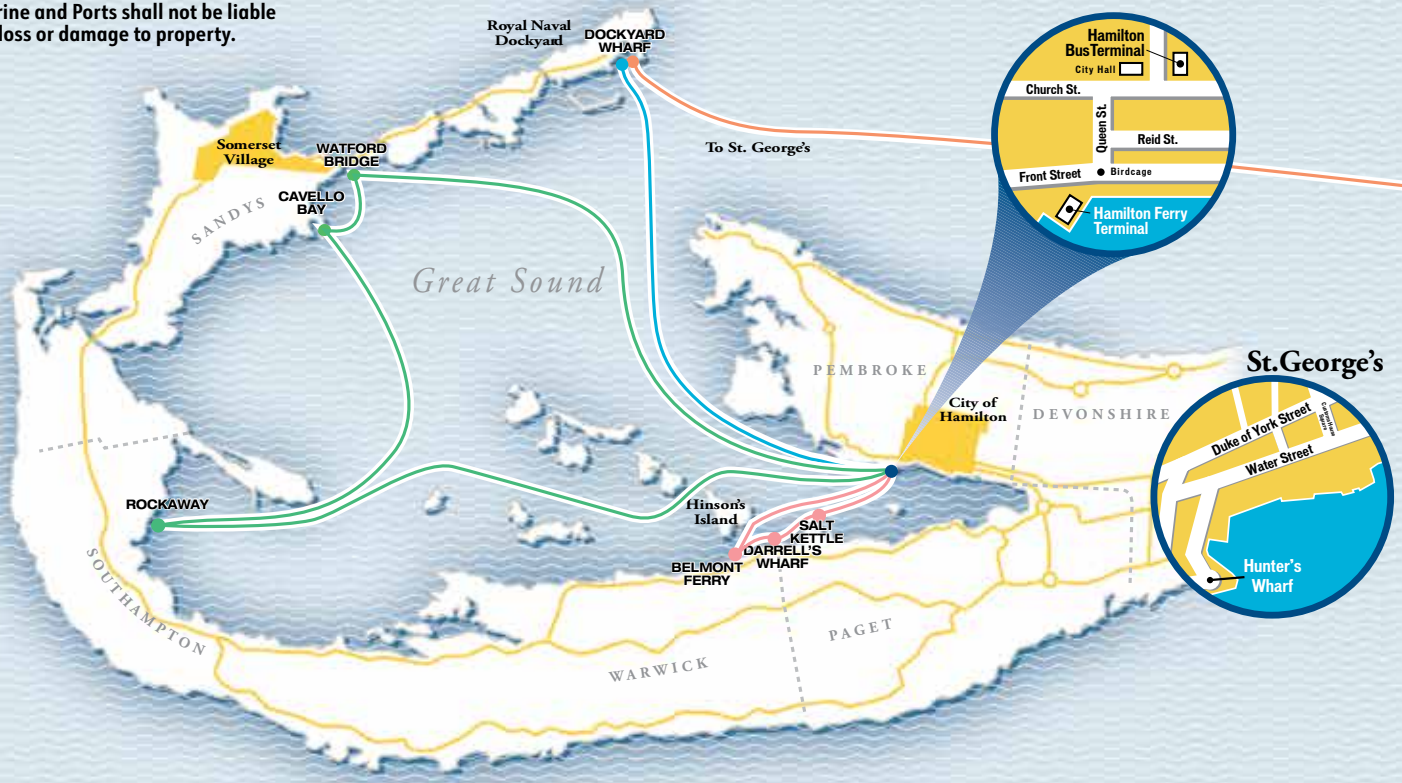 rine and Ports shall not be liable
loss or damage to property.
Royal Naval
Dockyard
DOCKYARD
WHARF
To St. George's
Somerset
Village
WATFORD
BRIDGE
CAVELLO
BAY
SANDYS
Great Sound
Hamilton
Bus Terminal
City Hall
Church St.
Queen St.
Reid St.
Front Street
Birdcage
Hamilton Ferry
Terminal
PEMBROKE
City of
Hamilton
DEVONSHIRE
St.George's
Duke of York Street
Water Street
Hunter's
Wharf
ROCKAWAY
Hinson's
Island
SALT
KETTLE
DARRELL'S
WHARF
BELMONT
FERRY
SOUTHAMPTON
WARWICK
PAGET